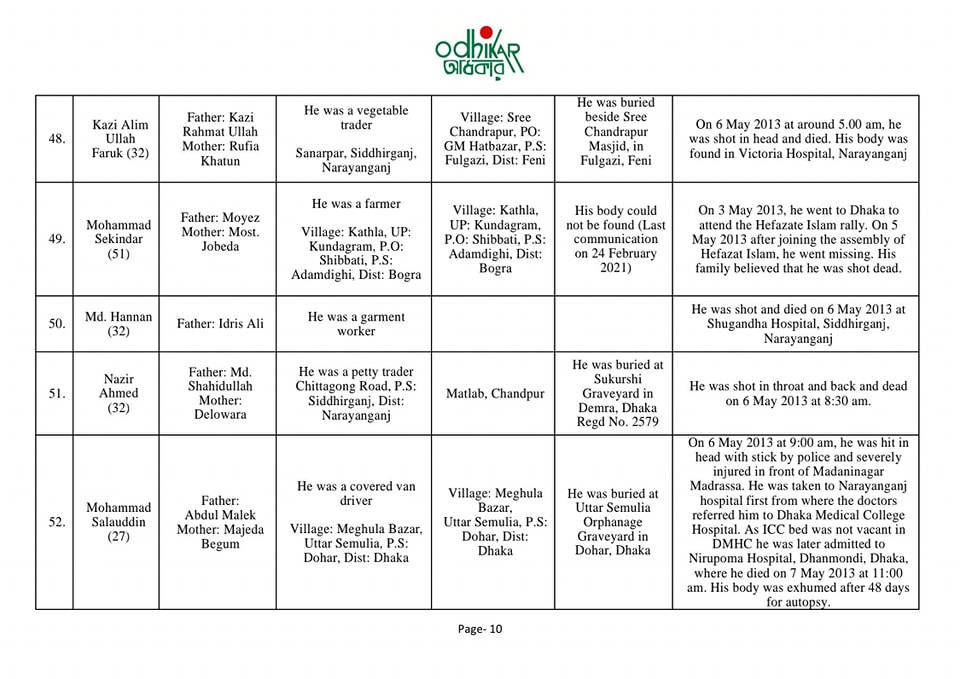 ODHIKAR
অধিকার
48.
Kazi Alim
Ullah
Faruk (32)
Father: Kazi
Rahmat Ullah
Mother: Rufia
Khatun
He was a vegetable
trader
Sanarpar, Siddhirganj,
Narayanganj
Village: Sree
Chandrapur, PO:
GM Hatbazar, P.S:
Fulgazi, Dist: Feni
He was buried
beside Sree
Chandrapur
Masjid, in
Fulgazi, Feni
On 6 May 2013 at around 5.00 am, he
was shot in head and died. His body was
found in Victoria Hospital, Narayanganj
49.
Mohammad
Sekindar
(51)
Father: Moyez
Mother: Most.
Jobeda
He was a farmer
Village: Kathla, UP:
Kundagram, P.O:
Shibbati, P.S:
Adamdighi, Dist: Bogra
Village: Kathla,
UP: Kundagram,
P.O: Shibbati, P.S:
Adamdighi, Dist:
Bogra
His body could
not be found (Last
communication
on 24 February
2021)
On 3 May 2013, he went to Dhaka to
attend the Hefazate Islam rally. On 5
May 2013 after joining the assembly of
Hefazat Islam, he went missing. His
family believed that he was shot dead.
50.
Md. Hannan
(32)
Father: Idris Ali
He was a garment
worker
He was shot and died on 6 May 2013 at
Shugandha Hospital, Siddhirganj,
Narayanganj
51.
Nazir
Ahmed
(32)
Father: Md.
Shahidullah
Mother:
Delowara
He was a petty trader
Chittagong Road, P.S:
Siddhirganj, Dist:
Narayanganj
Matlab, Chandpur
He was buried at
Sukurshi
Graveyard in
Demra, Dhaka
Regd No. 2579
He was shot in throat and back and dead
on 6 May 2013 at 8:30 am.
52.
Mohammad
Salauddin
(27)
Father:
Abdul Malek
Mother: Majeda
Begum
He was a covered van
driver
Village: Meghula Bazar,
Uttar Semulia, P.S:
Dohar, Dist: Dhaka
Village: Meghula
Bazar,
Uttar Semulia, P.S:
Dohar, Dist:
Dhaka
He was buried at
Uttar Semulia
Orphanage
Graveyard in
Dohar, Dhaka
On 6 May 2013 at 9:00 am, he was hit in
head with stick by police and severely
injured in front of Madaninagar
Madrassa. He was taken to Narayanganj
hospital first from where the doctors
referred him to Dhaka Medical College
Hospital. As ICC bed was not vacant in
DMHC he was later admitted to
Nirupoma Hospital, Dhanmondi, Dhaka,
where he died on 7 May 2013 at 11:00
am. His body was exhumed after 48 days
for autopsy.
Page- 10